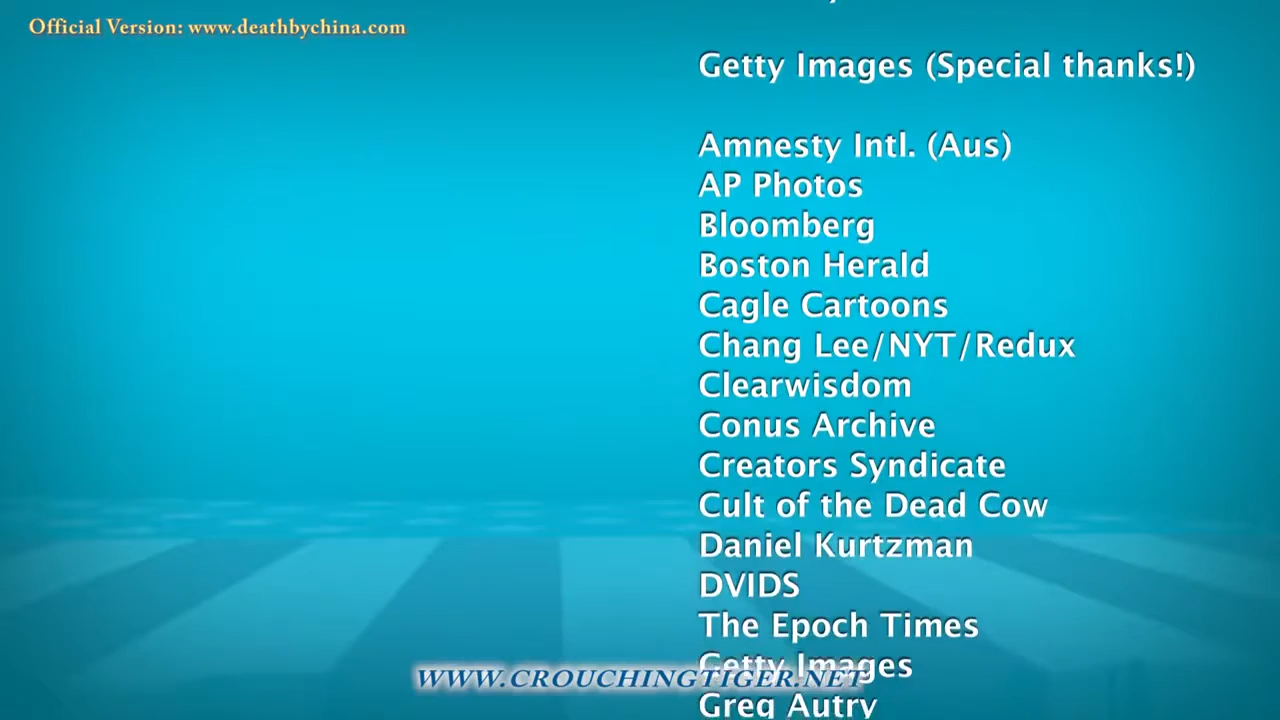 Official Version: www.deathbychina.com
Getty Images (Special thanks!)
Amnesty Intl. (Aus)
AP Photos
Bloomberg
Boston Herald
Cagle Cartoons
Chang Lee/NYT/Redux
Clearwisdom
Conus Archive
Creators Syndicate
Cult of the Dead Cow
Daniel Kurtzman
DVIDS
The Epoch Times
Getty Images
WWW.CROUCHINGTIGER.NET
Greg Autry